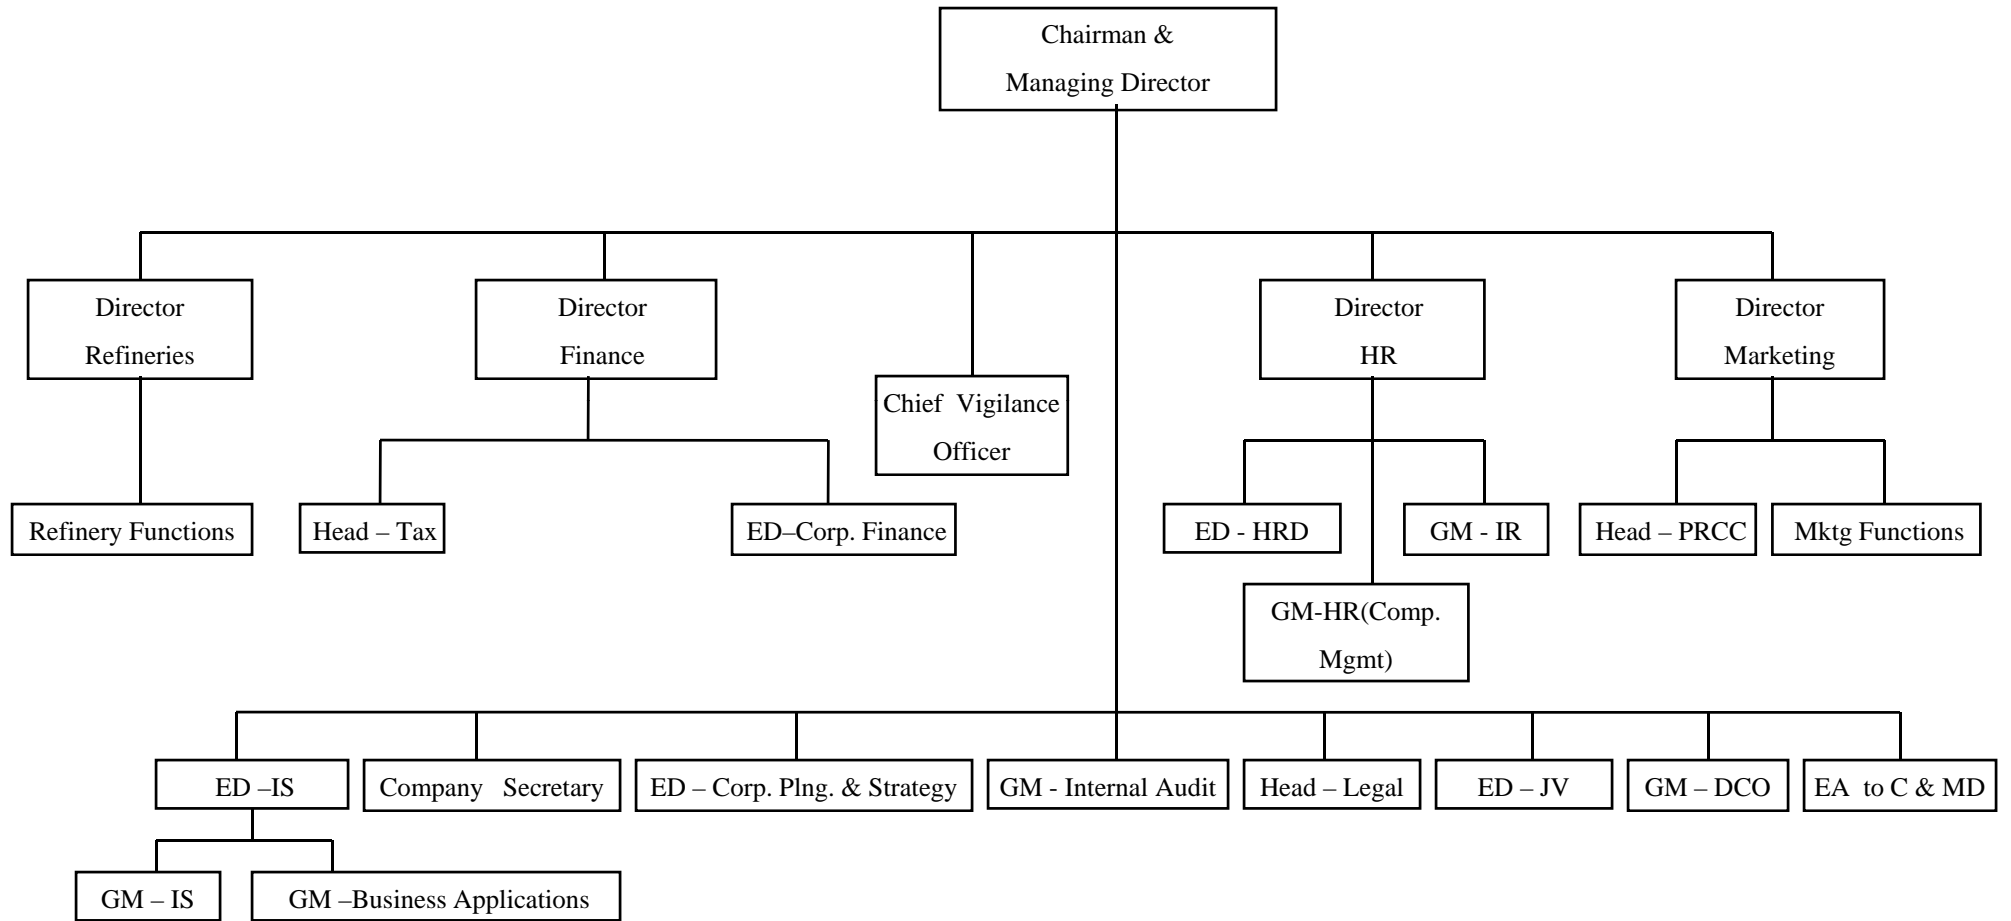 Chairman &
Managing Director
Director
Refineries
Director
Finance
Director
HR
Director
Marketing
Chief Vigilance
Officer
Refinery Functions
Head – Tax
ED–Corp. Finance
ED - HRD
GM - IR
Head – PRCC
Mktg Functions
GM-HR(Comp.
Mgmt)
ED –IS
Company Secretary
ED – Corp. Plng. & Strategy
GM - Internal Audit
Head – Legal
ED – JV
GM – DCO
EA to C & MD
GM – IS
GM –Business Applications